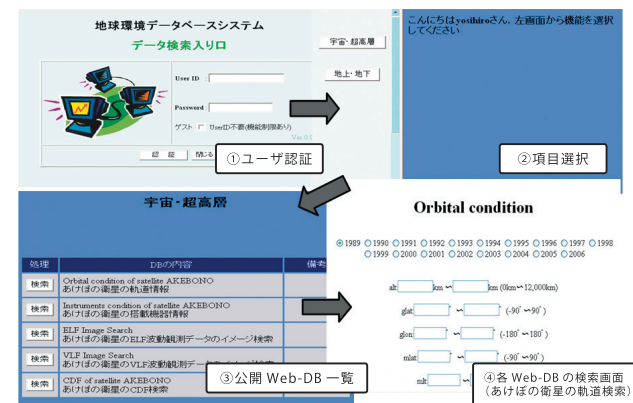 地球環境データベースシステム
データ検索入り口
User ID :
Password :
ゲスト UserID不要(機能制限あり)
認 証 閉じる
①ユーザ認証
宇宙・超高層
地上・地下
こんにちはyosihiroさん、左画面から機能を選択
してください
②項目選択
宇宙・超高層
処理 DBの内容 備考
検索 Orbital condition of satellite AKEBONO
あけぼの衛星の軌道情報
検索 Instruments condition of satellite AKEBONO
あけぼの衛星の搭載機器情報
検索 ELF Image Search
あけぼの衛星のELF波動観測データのイメージ検索
検索 VLF Image Search
あけぼの衛星のVLF波動観測デー
検索 CDF of satellite AKEBONO
あけぼの衛星のCDF検索
③公開 Web-DB 一覧
Orbital condition
1989 1990 1991 1992 1993 1994 1995 1996 1997 1998
1999 2000 2001 2002 2003 2004 2005 2006
alt: km 〜 km (0km〜12,000km)
glat: ° 〜 ° (-90°〜90°)
glon: ° 〜 ° (-180°〜180°)
mlat: ° 〜 ° (-90°〜90°)
mlt: 〜
④各 Web-DB の検索画面
(あけぼの衛星の軌道検索)